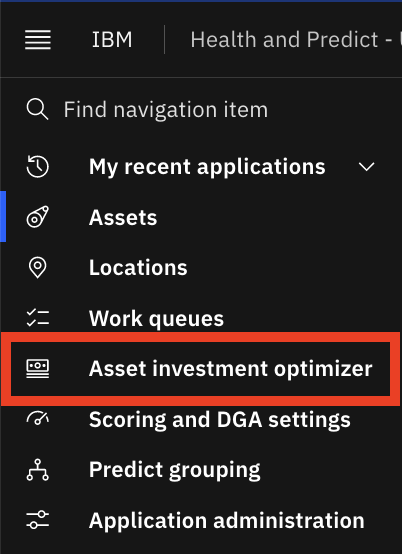 IBM Health and Predict -
Find navigation item
My recent applications
Assets
Locations
Work queues
Asset investment optimizer
Scoring and DGA settings
Predict grouping
Application administration